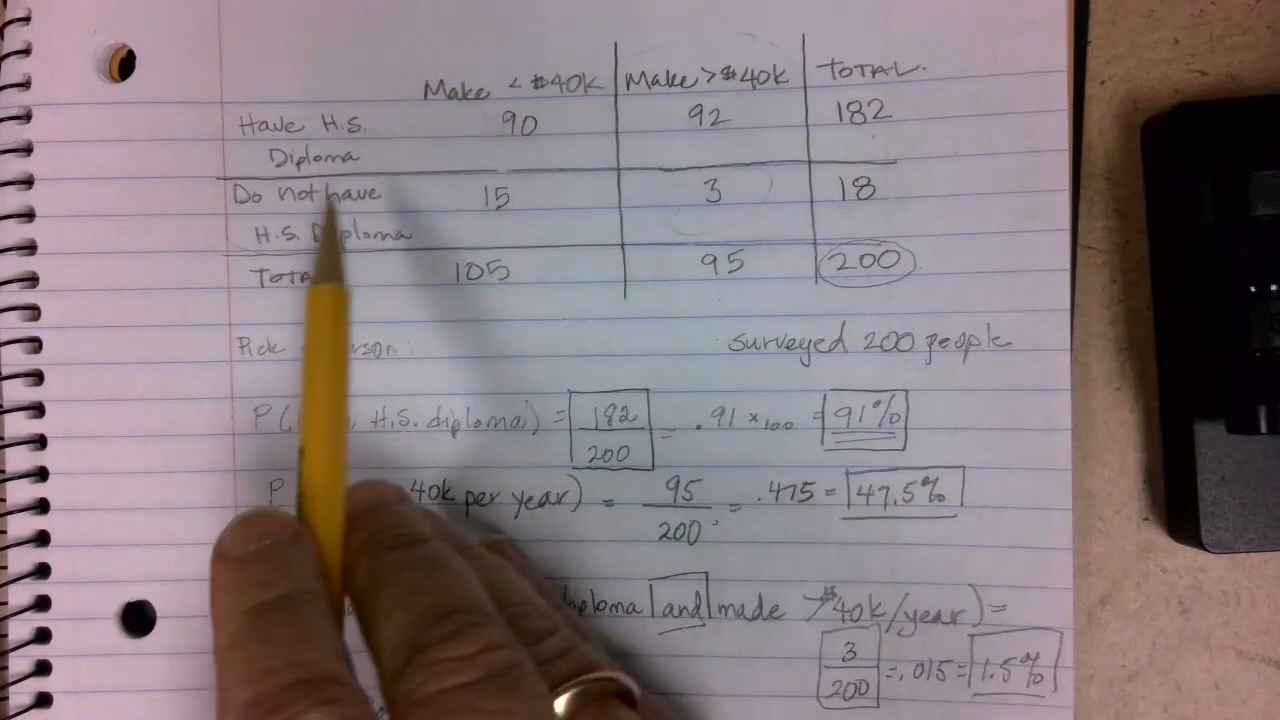 Make < $40K Make > $40K TOTAL.
Have H.S. 90 92 182
Diploma
Do not have 15 3 18
H.S. Diploma
105 95 200
surveyed 200 people
P( H.S. diploma) = 182/200 = .91 x 100 = 91%
P 40k per year) = 95/200 = .475 = 47.5%
and made > $40k/year) =
3/200 = .015 = 1.5%